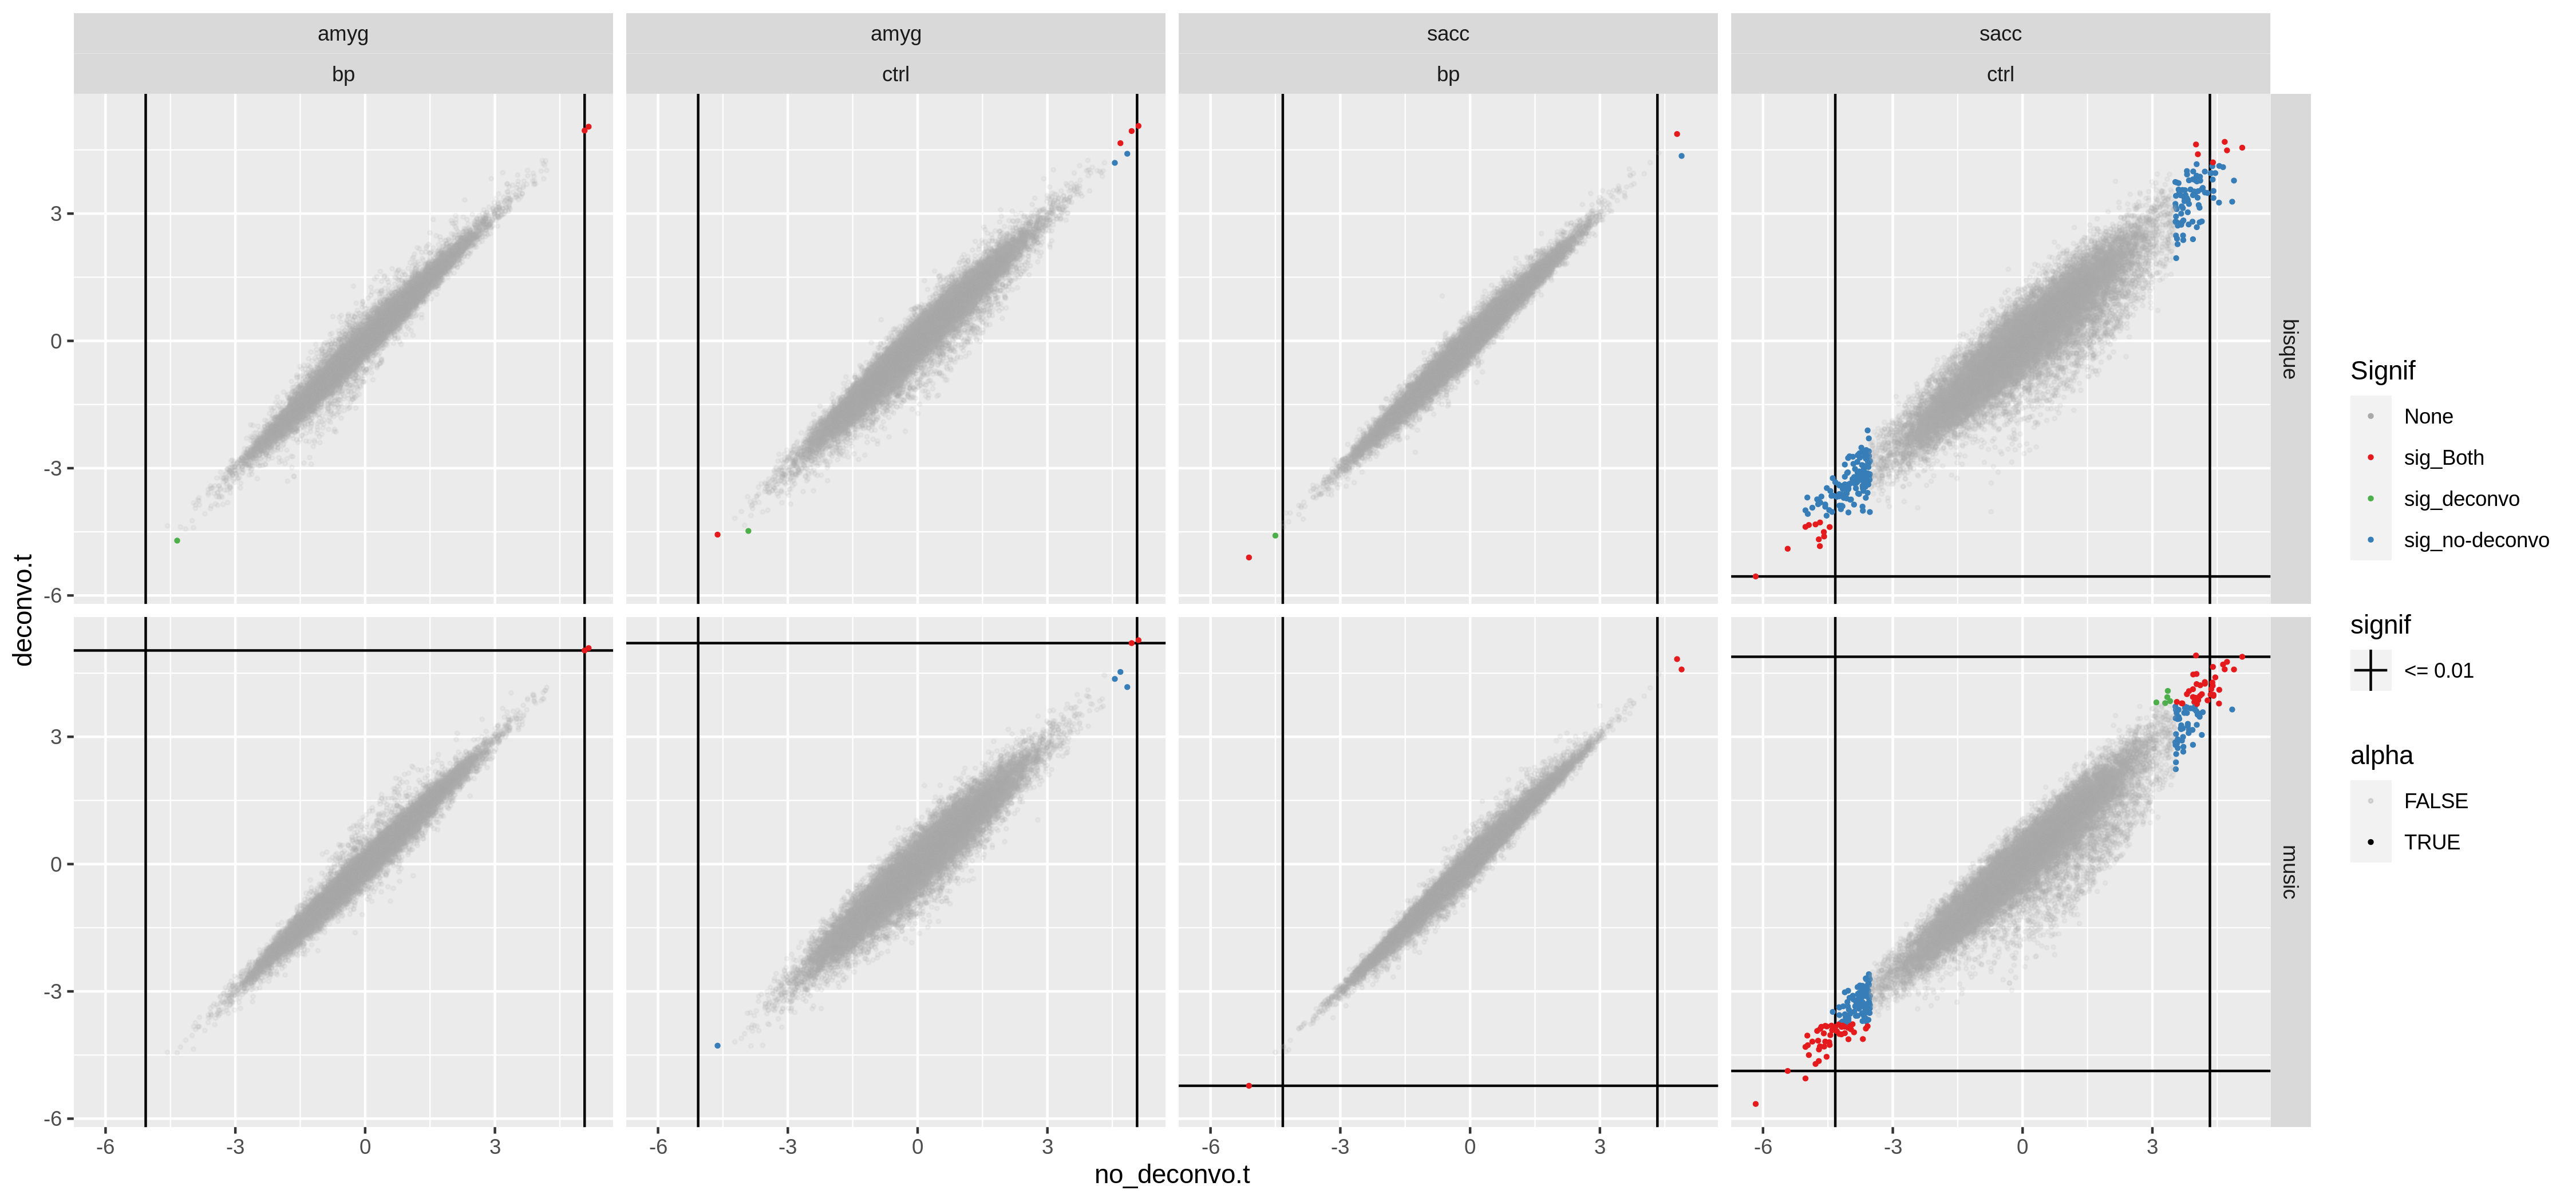 amyg
amyg
sacc
sacc
bp
ctrl
bp
ctrl
3
0
-3
-6
bisque
3
0
-3
-6
music
-6
-3
0
3
-6
-3
0
3
-6
-3
0
3
-6
-3
0
3
no_deconvo.t
deconvo.t
Signif
None
sig_Both
sig_deconvo
sig_no-deconvo
signif
<= 0.01
alpha
FALSE
TRUE